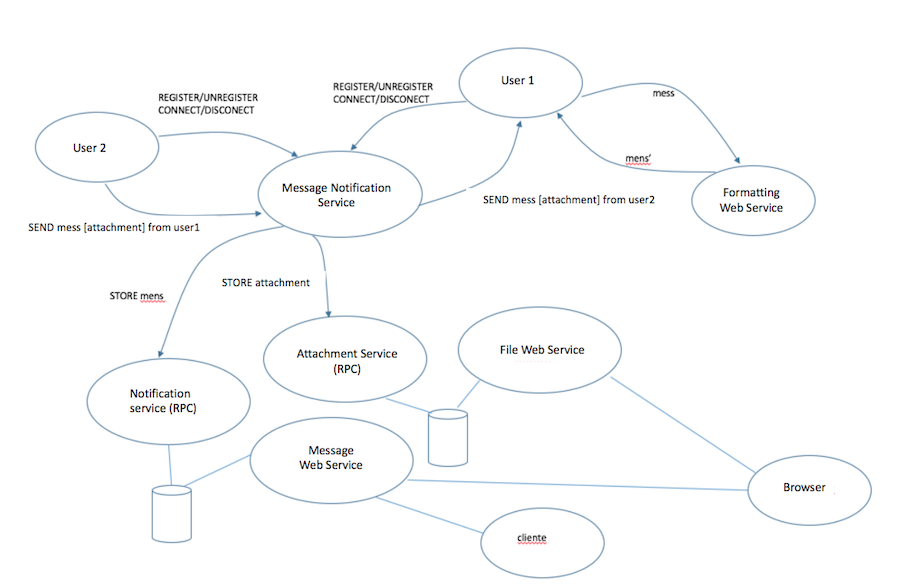 User 1
REGISTER/UNREGISTER
CONNECT/DISCONECT
mess
REGISTER/UNREGISTER
CONNECT/DISCONECT
User 2
mens'
Message Notification
Service
Formatting
Web Service
SEND mess [attachment] from user2
SEND mess [attachment] from user1
STORE attachment
STORE mens
Attachment Service
(RPC)
File Web Service
Notification
service (RPC)
Message
Web Service
Browser
cliente